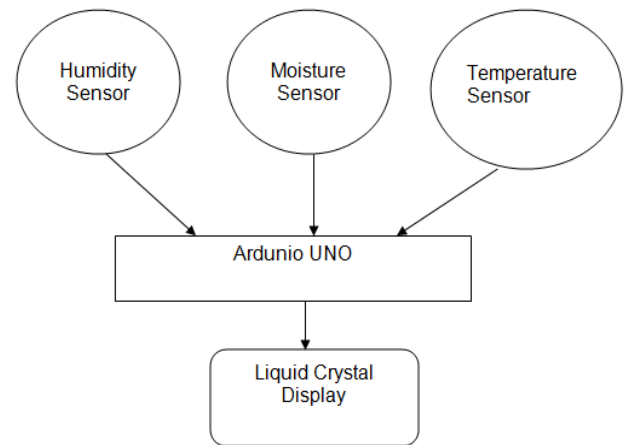 Humidity
Sensor
Moisture
Sensor
Temperature
Sensor
Ardunio UNO
Liquid Crystal
Display